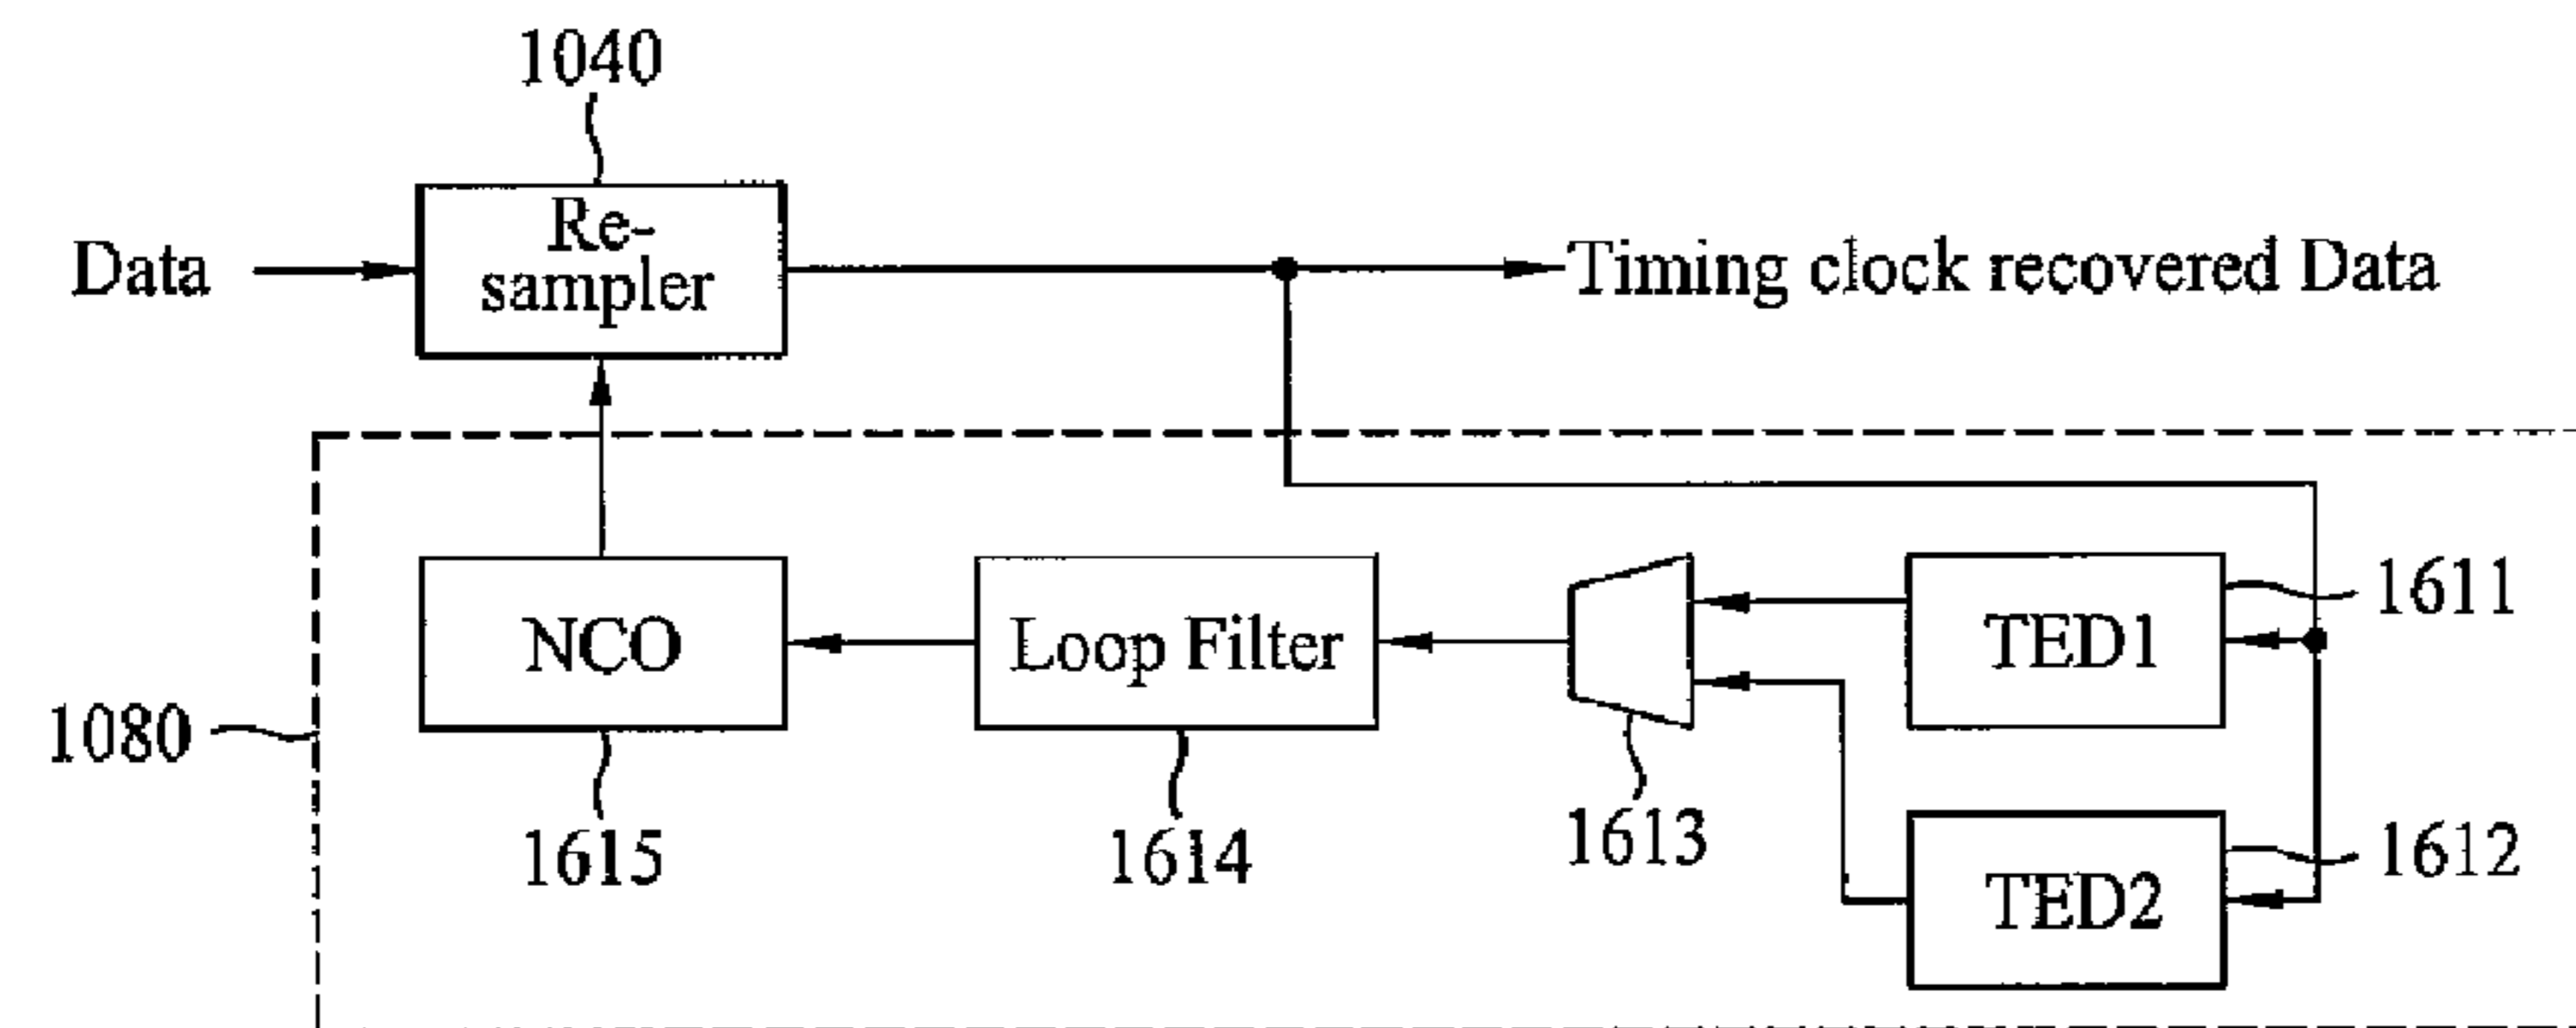 1040
Re-
sampler
Data
Timing clock recovered Data
NCO
Loop Filter
TED1
1611
1080
1615
1614
1613
TED2
1612